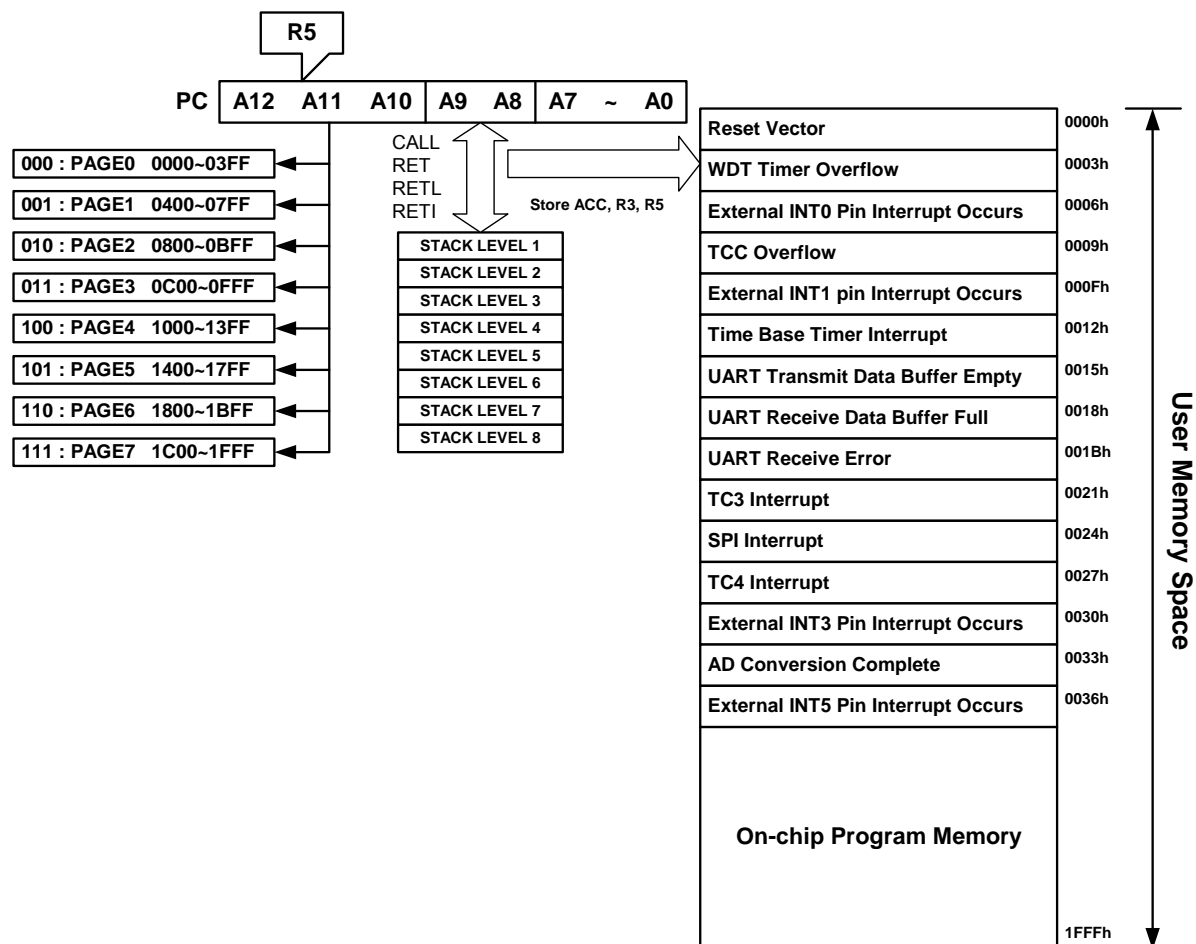 R5
PC A12 A11 A10 A9 A8 A7 ~ A0
000 : PAGE0 0000~03FF
001 : PAGE1 0400~07FF
010 : PAGE2 0800~0BFF
011 : PAGE3 0C00~0FFF
100 : PAGE4 1000~13FF
101 : PAGE5 1400~17FF
110 : PAGE6 1800~1BFF
111 : PAGE7 1C00~1FFF
CALL
RET
RETL
RETI
Store ACC, R3, R5
STACK LEVEL 1
STACK LEVEL 2
STACK LEVEL 3
STACK LEVEL 4
STACK LEVEL 5
STACK LEVEL 6
STACK LEVEL 7
STACK LEVEL 8
Reset Vector 0000h
WDT Timer Overflow 0003h
External INT0 Pin Interrupt Occurs 0006h
TCC Overflow 0009h
External INT1 pin Interrupt Occurs 000Fh
Time Base Timer Interrupt 0012h
UART Transmit Data Buffer Empty 0015h
UART Receive Data Buffer Full 0018h
UART Receive Error 001Bh
TC3 Interrupt 0021h
SPI Interrupt 0024h
TC4 Interrupt 0027h
External INT3 Pin Interrupt Occurs 0030h
AD Conversion Complete 0033h
External INT5 Pin Interrupt Occurs 0036h
On-chip Program Memory
1FFFh
User Memory Space